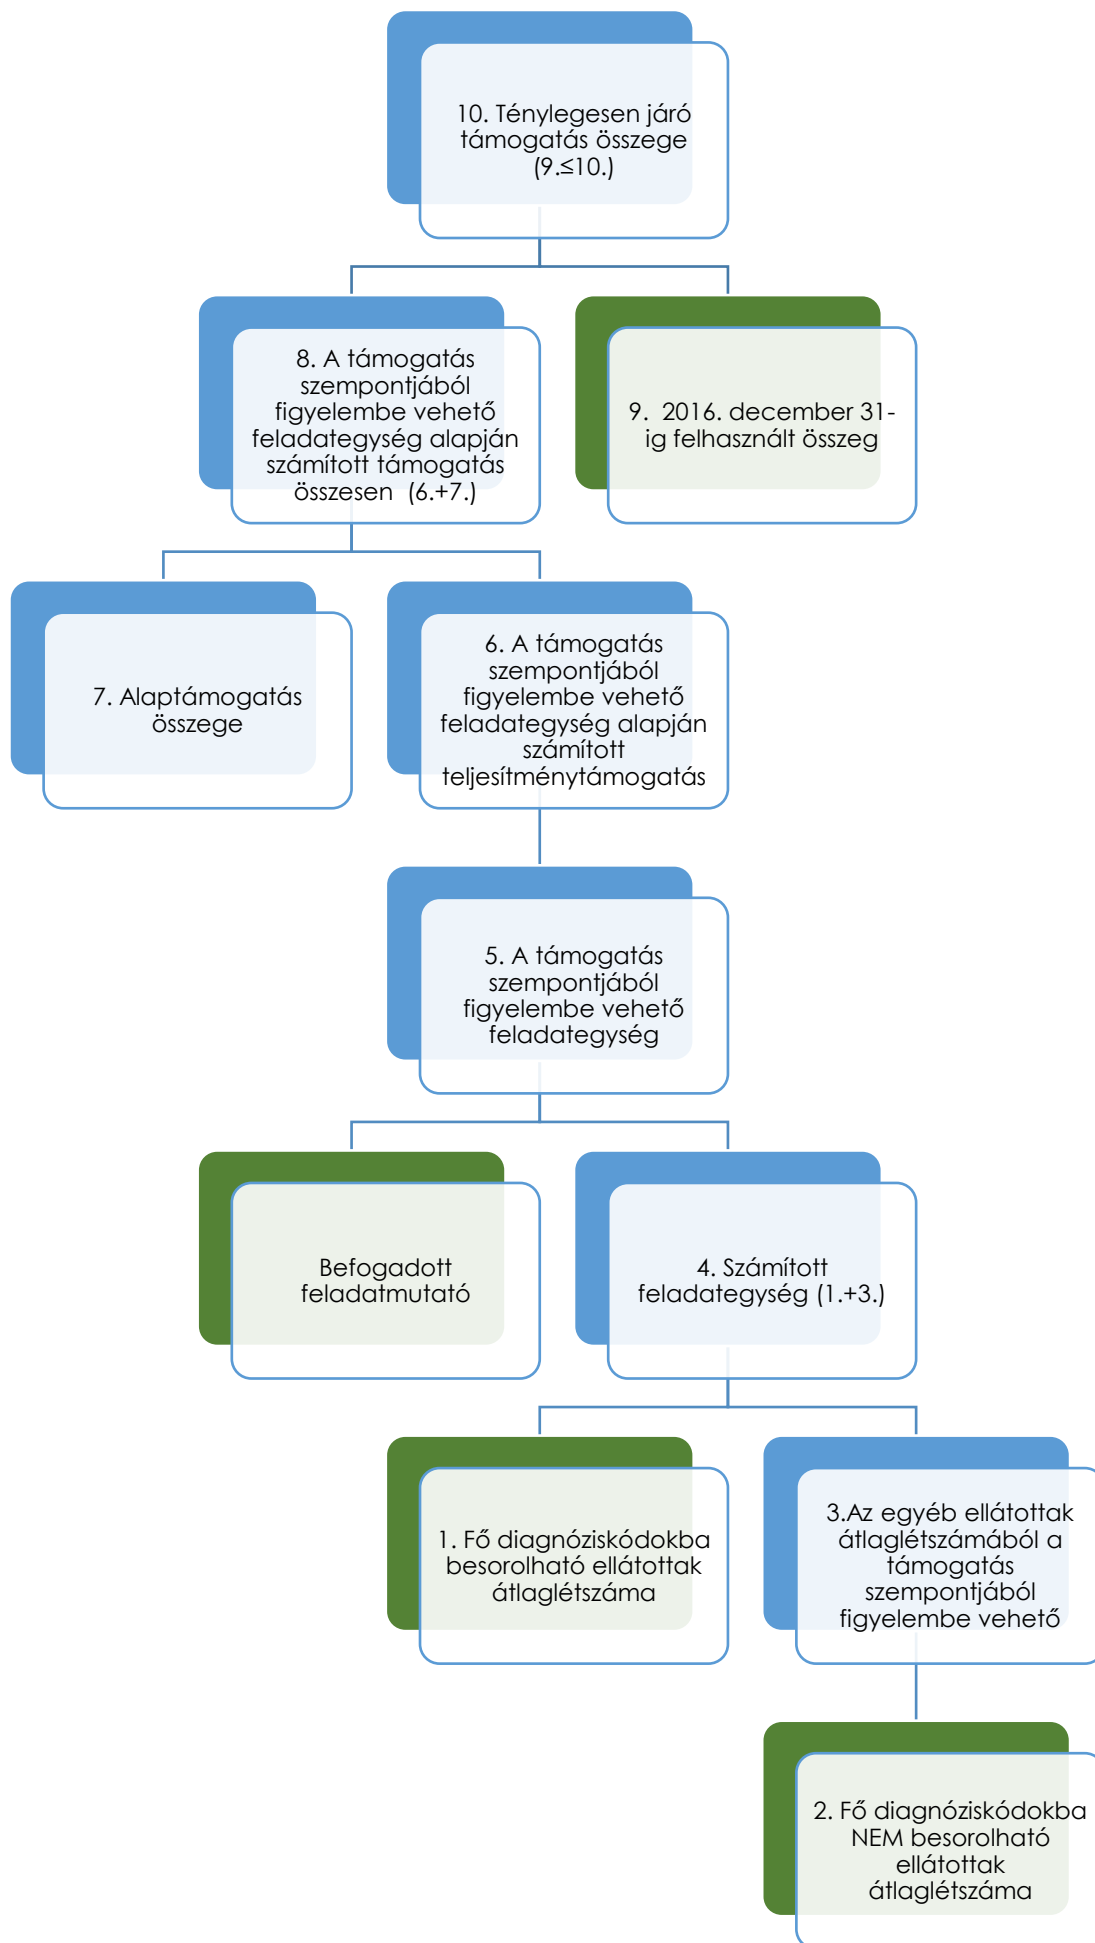 10. Ténylegesen járó
támogatás összege
(9.≤10.)
8. A támogatás
szempontjából
figyelembe vehető
feladategység alapján
számított támogatás
összesen  (6.+7.)
9.  2016. december 31-
ig felhasznált összeg
7. Alaptámogatás
összege
6. A támogatás
szempontjából
figyelembe vehető
feladategység alapján
számított
teljesítménytámogatás
5. A támogatás
szempontjából
figyelembe vehető
feladategység
Befogadott
feladatmutató
4. Számított
feladategység (1.+3.)
1. Fő diagnóziskódokba
besorolható ellátottak
átlaglétszáma
3.Az egyéb ellátottak
átlaglétszámából a
támogatás
szempontjából
figyelembe vehető
2. Fő diagnóziskódokba
NEM besorolható
ellátottak
átlaglétszáma